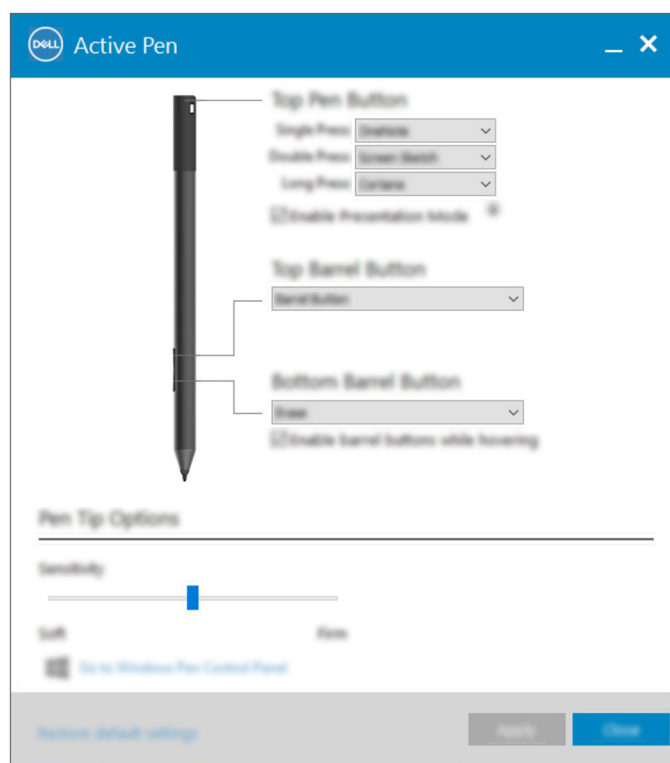 DELL Active Pen
Top Pen Button
Single Press: OneNote
Double Press: Screen Sketch
Long Press: Cortana
Enable Presentation Mode
Top Barrel Button
Barrel Button
Bottom Barrel Button
Erase
Enable barrel buttons while hovering
Pen Tip Options
Sensitivity
Soft Firm
Go to Windows Pen Control Panel
Restore default settings Apply Close